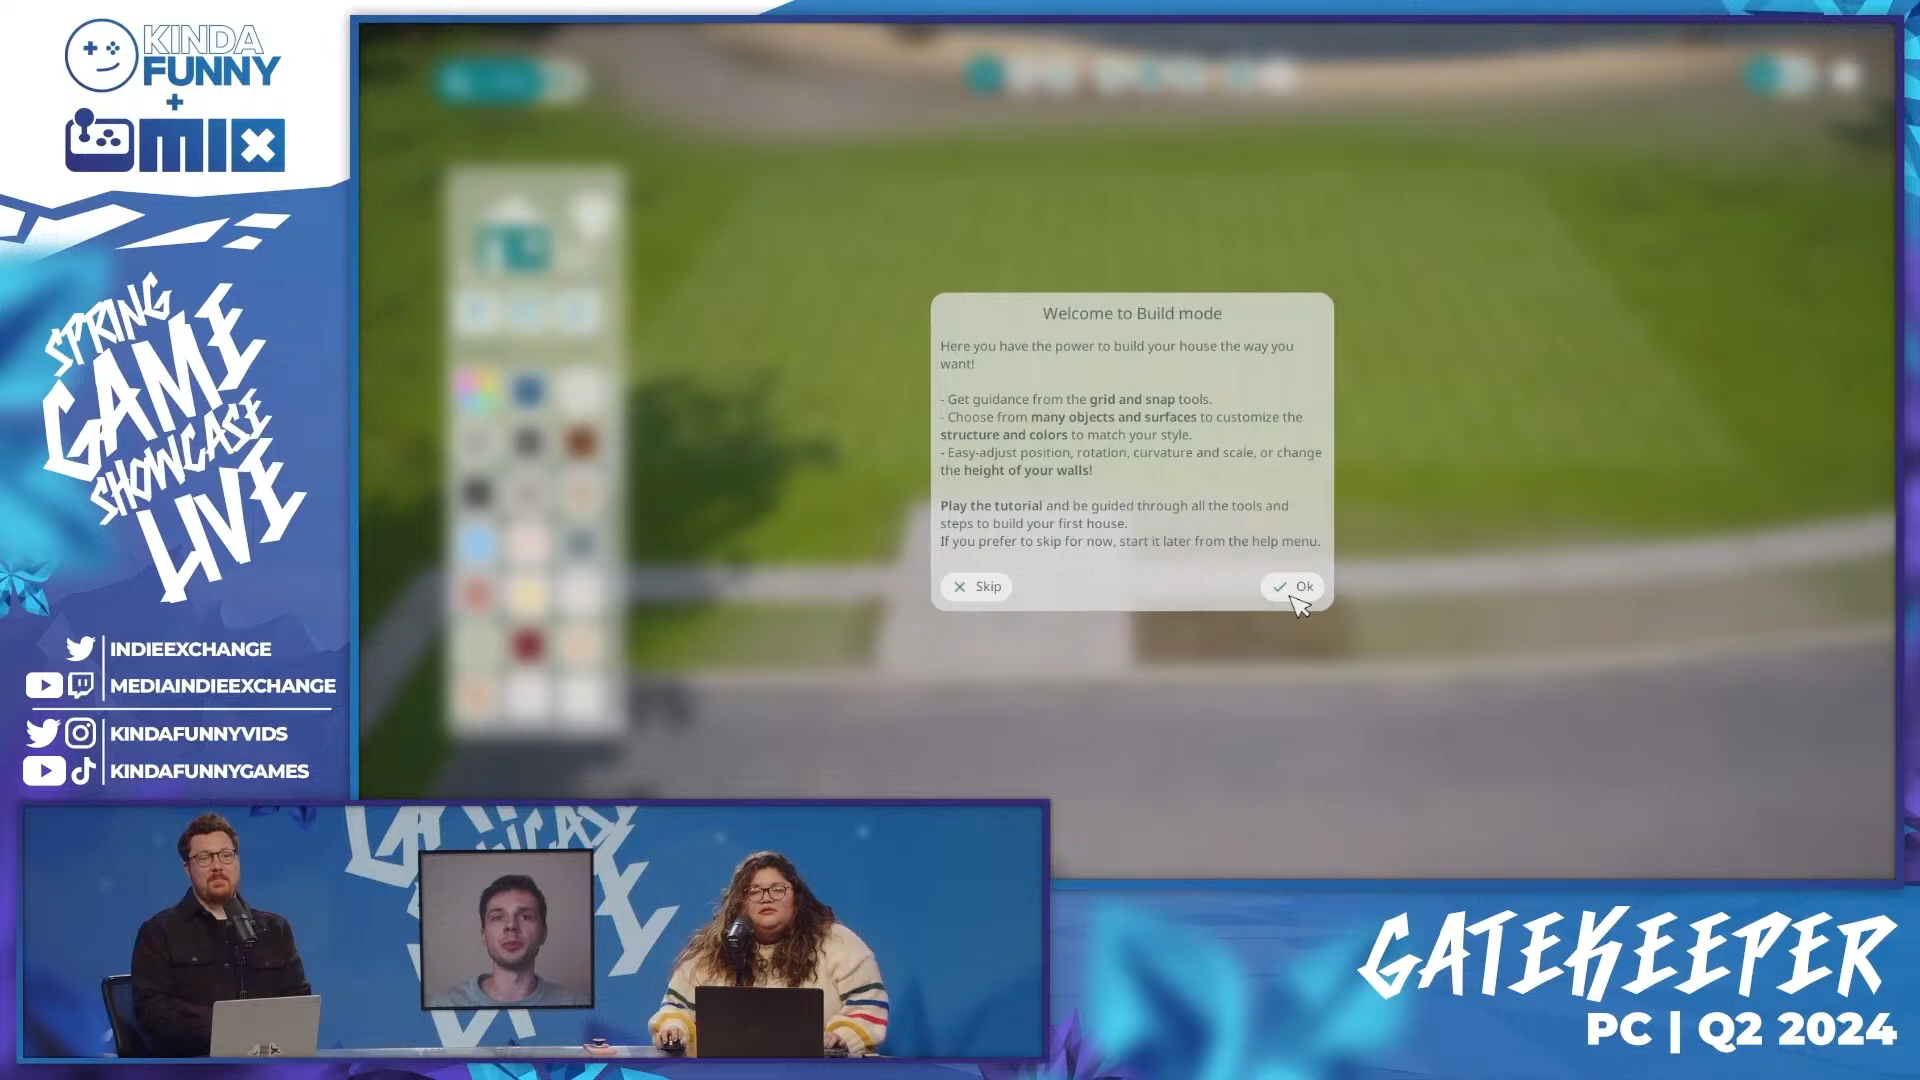 KINDA
FUNNY
+
MIX
SPRING
GAME
SHOWCASE
LIVE
INDIEEXCHANGE
MEDIAINDIEEXCHANGE
KINDAFUNNYVIDS
KINDAFUNNYGAMES
Welcome to Build mode
Here you have the power to build your house the way you
want!
- Get guidance from the grid and snap tools.
- Choose from many objects and surfaces to customize the
structure and colors to match your style.
- Easy-adjust position, rotation, curvature and scale, or change
the height of your walls!
Play the tutorial and be guided through all the tools and
steps to build your first house.
If you prefer to skip for now, start it later from the help menu.
Skip
Ok
GATEKEEPER
PC | Q2 2024